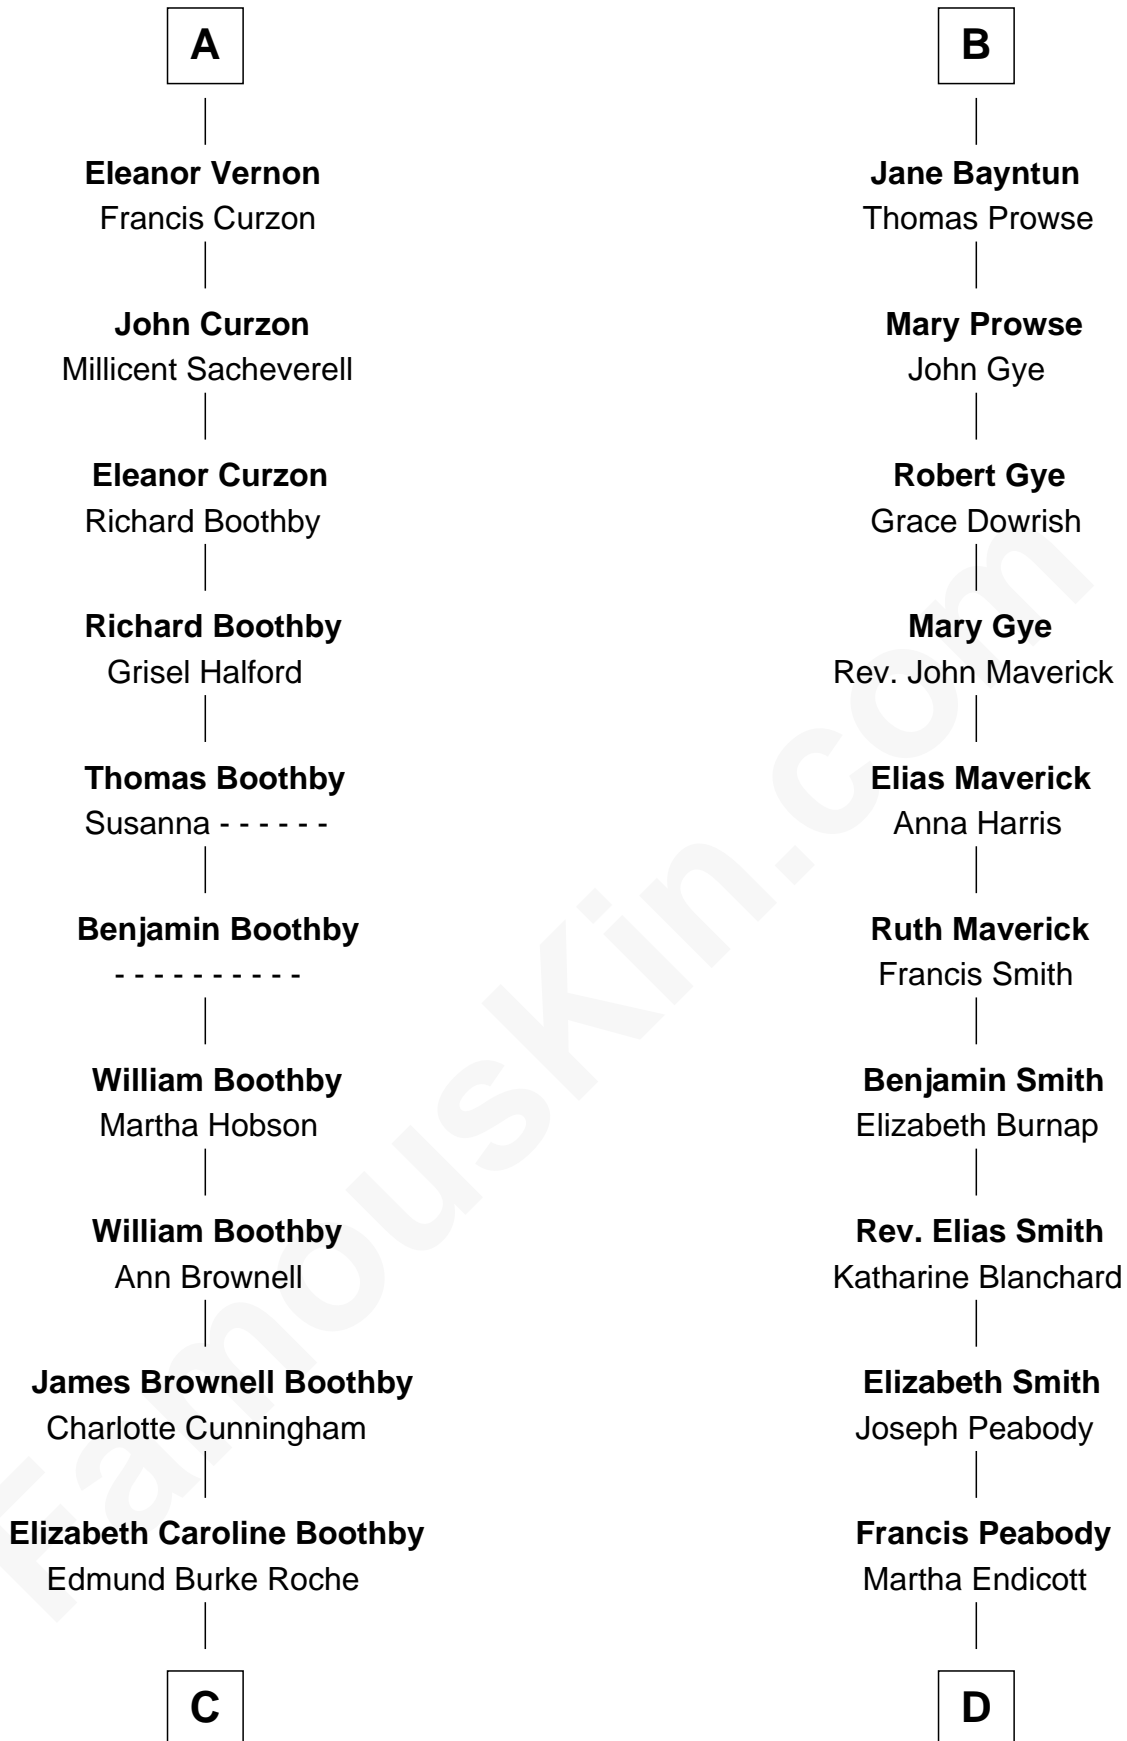 A
Eleanor Vernon
Francis Curzon
John Curzon
Millicent Sacheverell
Eleanor Curzon
Richard Boothby
Richard Boothby
Grisel Halford
Thomas Boothby
Susanna - - - - - -
Benjamin Boothby
- - - - - - - - - -
William Boothby
Martha Hobson
William Boothby
Ann Brownell
James Brownell Boothby
Charlotte Cunningham
Elizabeth Caroline Boothby
Edmund Burke Roche
C
B
Jane Bayntun
Thomas Prowse
Mary Prowse
John Gye
Robert Gye
Grace Dowrish
Mary Gye
Rev. John Maverick
Elias Maverick
Anna Harris
Ruth Maverick
Francis Smith
Benjamin Smith
Elizabeth Burnap
Rev. Elias Smith
Katharine Blanchard
Elizabeth Smith
Joseph Peabody
Francis Peabody
Martha Endicott
D
FamousKin.com